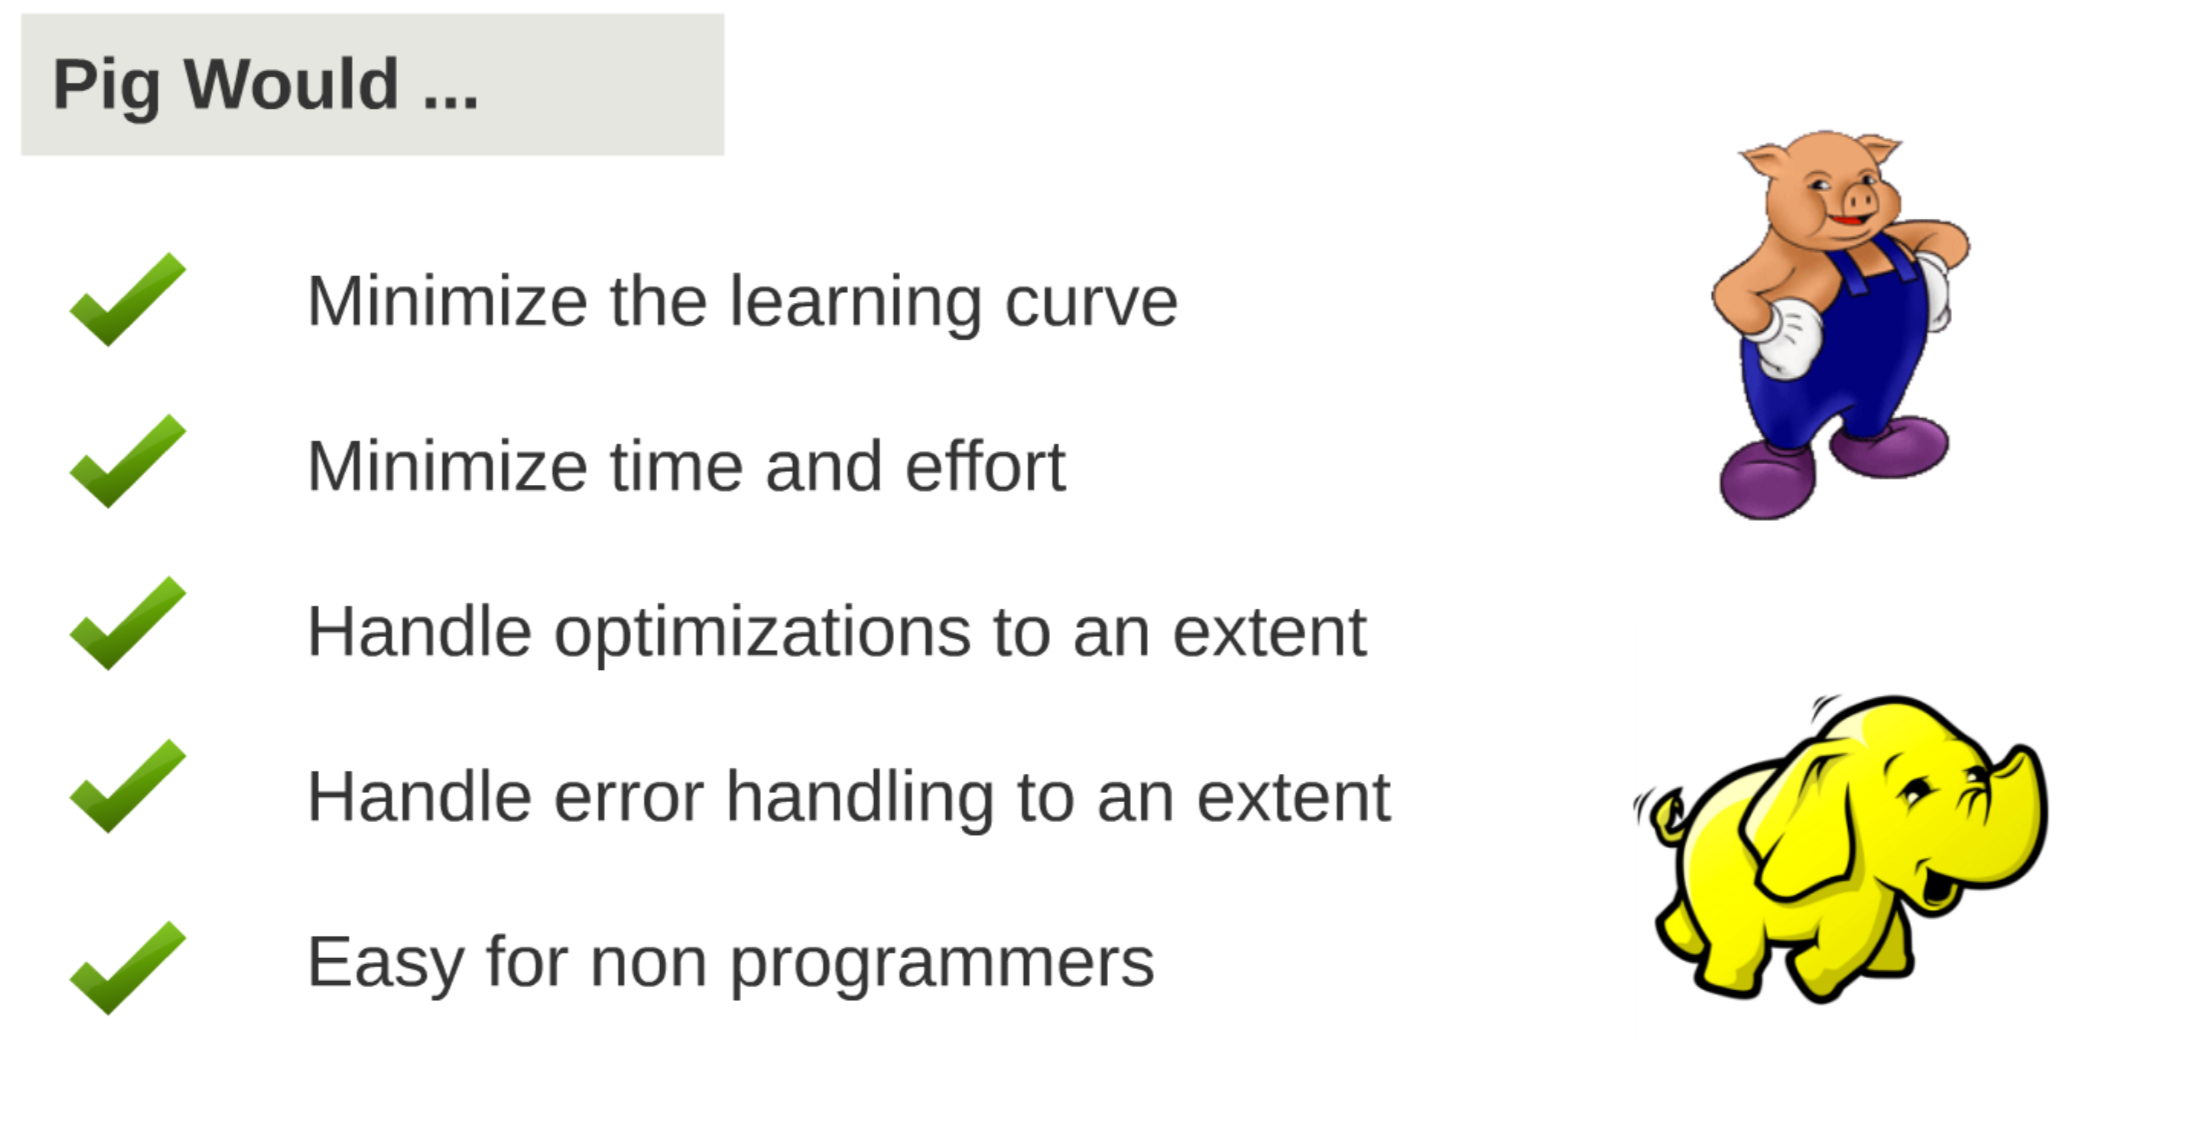 Pig Would ...
Minimize the learning curve
Minimize time and effort
Handle optimizations to an extent
Handle error handling to an extent
Easy for non programmers